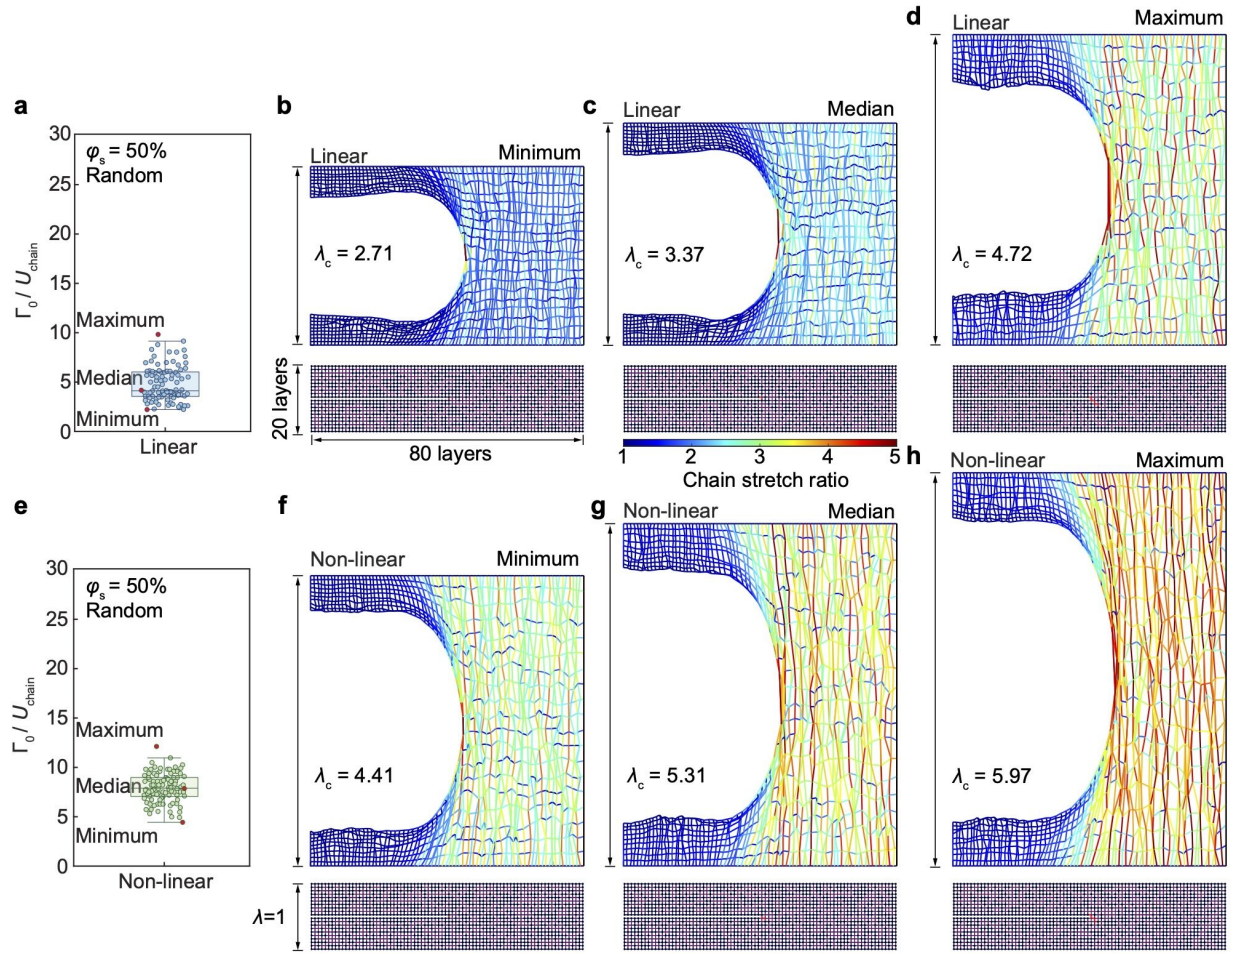 a
30
25
20
15
10
5
0
Γ0 / Uchain
φs = 50%
Random
Maximum
Median
Minimum
Linear
b
Linear Minimum
λc = 2.71
20 layers
80 layers
c
Linear Median
λc = 3.37
1 2 3 4 5
Chain stretch ratio
d
Linear Maximum
λc = 4.72
e
30
25
20
15
10
5
0
Γ0 / Uchain
φs = 50%
Random
Maximum
Median
Minimum
Non-linear
f
Non-linear Minimum
λc = 4.41
λ=1
g
Non-linear Median
λc = 5.31
h
Non-linear Maximum
λc = 5.97